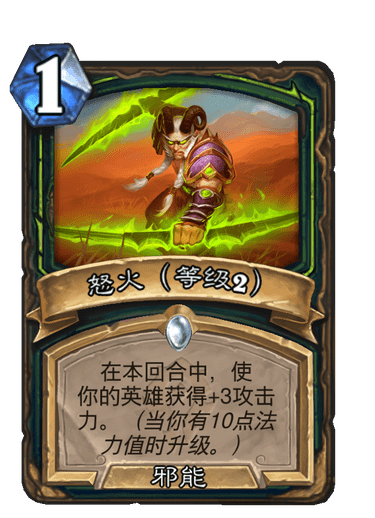 1
怒火（等级2）
在本回合中，使
你的英雄获得+3攻击
力。（当你有10点法
力值时升级。）
邪能